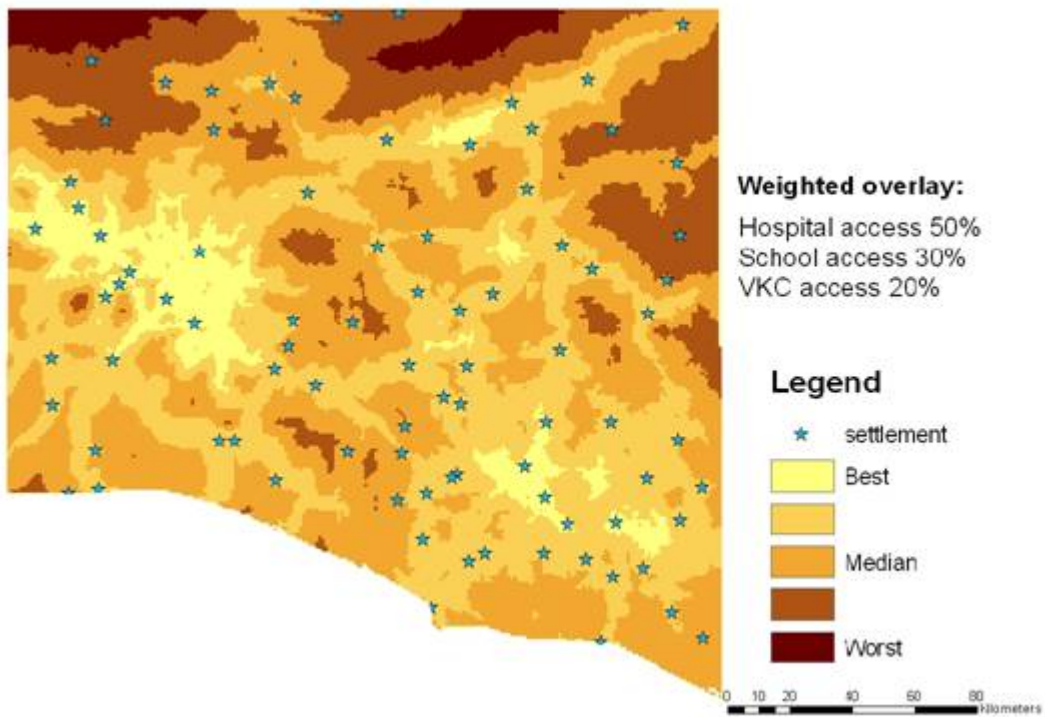 Weighted overlay:
Hospital access 50%
School access 30%
VKC access 20%
Legend
settlement
Best
Median
Worst
0 10 20 40 60 80
Kilometers